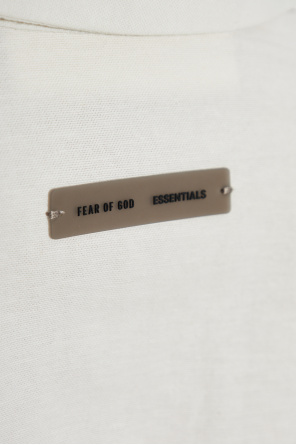 FEAR OF GOD ESSENTIALS